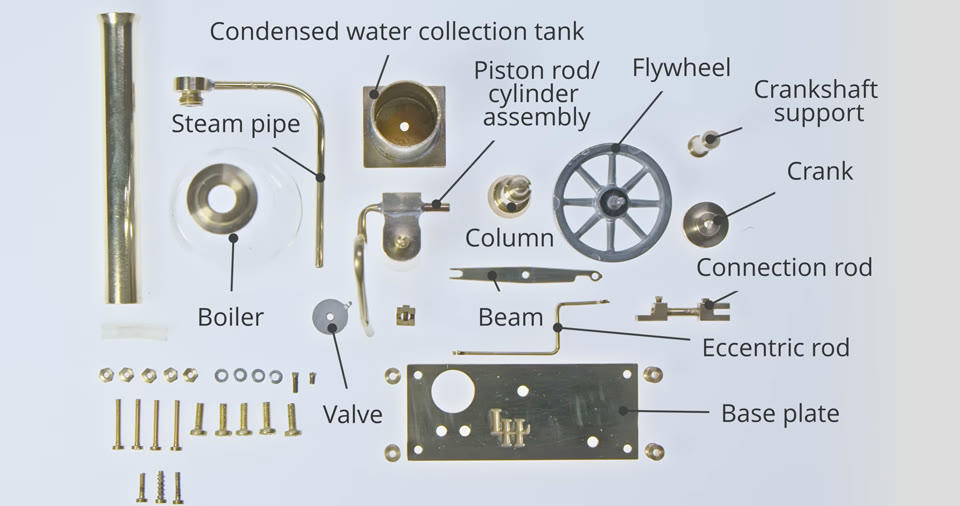 Condensed water collection tank
Piston rod/
cylinder
assembly
Flywheel
Crankshaft
support
Steam pipe
Crank
Column
Connection rod
Boiler
Beam
Eccentric rod
Valve
Base plate